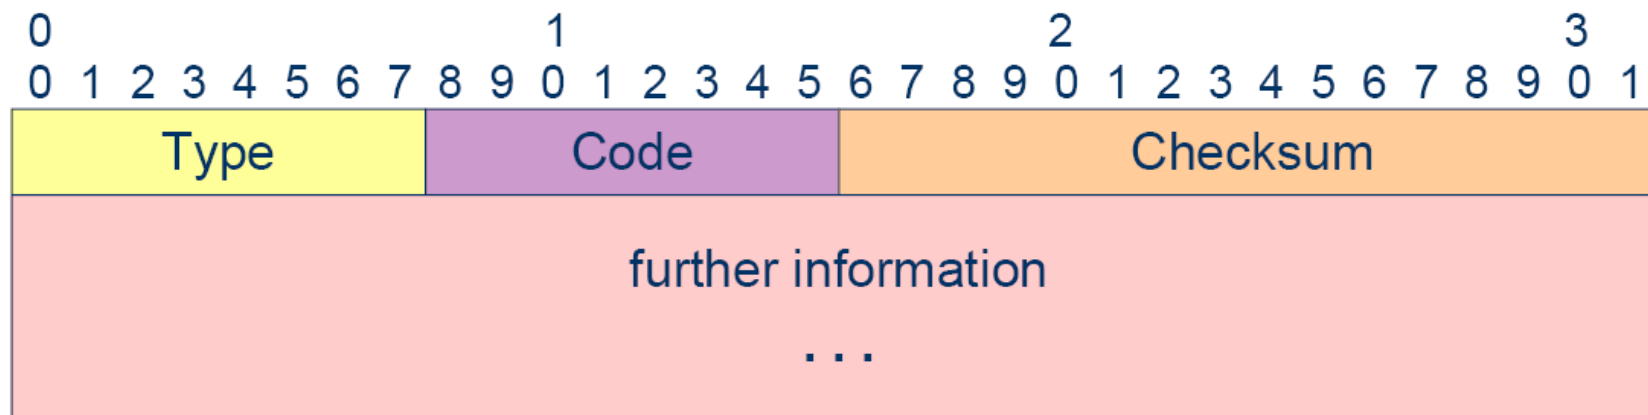 0 1 2 3
0 1 2 3 4 5 6 7 8 9 0 1 2 3 4 5 6 7 8 9 0 1 2 3 4 5 6 7 8 9 0 1
Type Code Checksum
further information
. . .